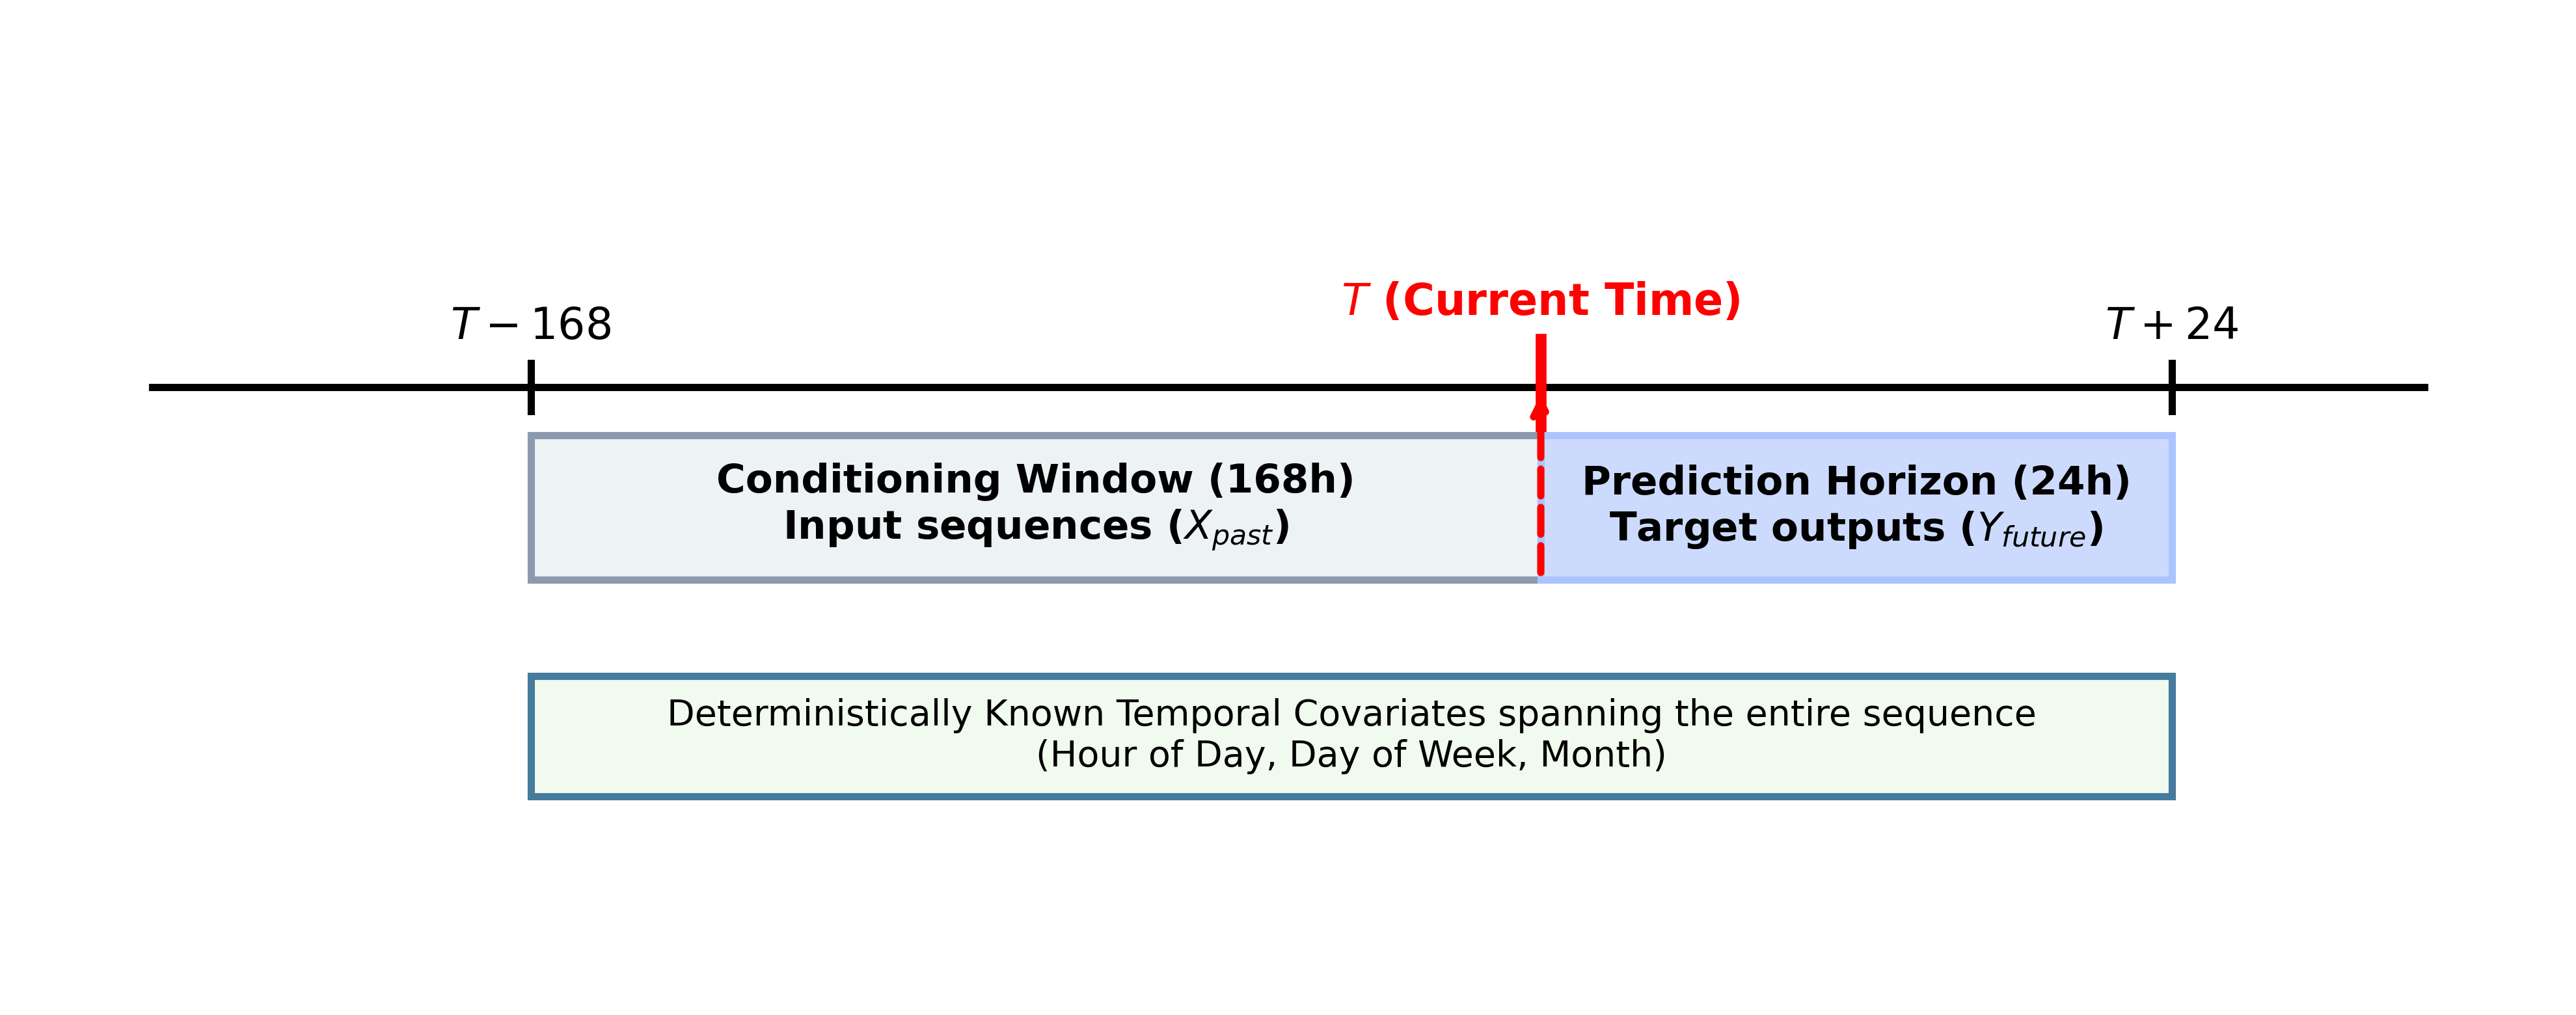 T (Current Time)
T − 168
T + 24
Conditioning Window (168h)
Input sequences (X_past)
Prediction Horizon (24h)
Target outputs (Y_future)
Deterministically Known Temporal Covariates spanning the entire sequence
(Hour of Day, Day of Week, Month)